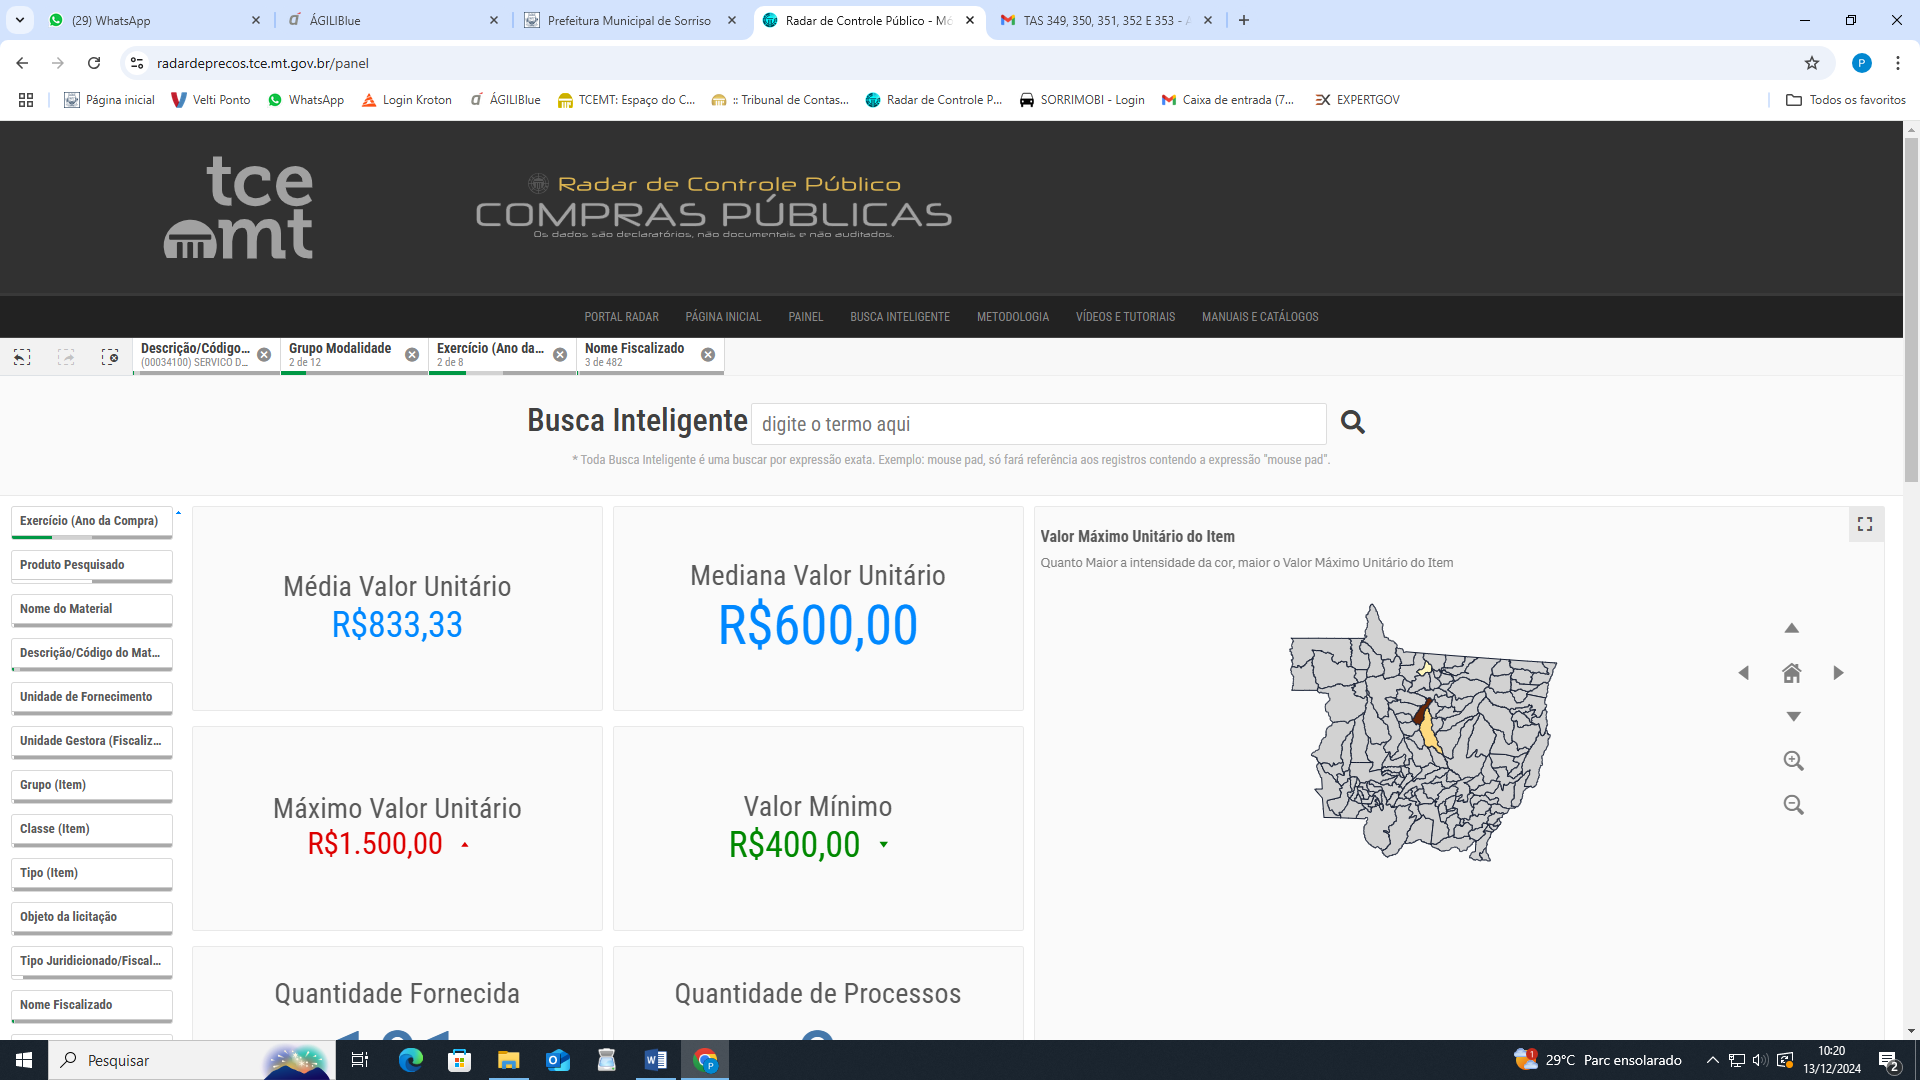 (29) WhatsApp
ÁGILIBlue
Prefeitura Municipal de Sorriso
Radar de Controle Público - Mó
TAS 349, 350, 351, 352 E 353 -
radardeprecos.tce.mt.gov.br/panel
P
Página inicial
Velti Ponto
WhatsApp
Login Kroton
ÁGILIBlue
TCEMT: Espaço do C...
:: Tribunal de Contas...
Radar de Controle P...
SORRIMOBI - Login
Caixa de entrada (7...
EXPERTGOV
Todos os favoritos
tce
mt
Radar de Controle Público
COMPRAS PÚBLICAS
Os dados são declaratórios, não documentais e não auditados.
PORTAL RADAR
PÁGINA INICIAL
PAINEL
BUSCA INTELIGENTE
METODOLOGIA
VÍDEOS E TUTORIAIS
MANUAIS E CATÁLOGOS
Descrição/Código...
(00034100) SERVICO D...
Grupo Modalidade
2 de 12
Exercício (Ano da...
2 de 8
Nome Fiscalizado
3 de 482
Busca Inteligente
digite o termo aqui
* Toda Busca Inteligente é uma buscar por expressão exata. Exemplo: mouse pad, só fará referência aos registros contendo a expressão "mouse pad".
Exercício (Ano da Compra)
Produto Pesquisado
Nome do Material
Descrição/Código do Mat...
Unidade de Fornecimento
Unidade Gestora (Fiscaliz...
Grupo (Item)
Classe (Item)
Tipo (Item)
Objeto da licitação
Tipo Juridicionado/Fiscal...
Nome Fiscalizado
Média Valor Unitário
R$833,33
Mediana Valor Unitário
R$600,00
Máximo Valor Unitário
R$1.500,00
Valor Mínimo
R$400,00
Quantidade Fornecida
Quantidade de Processos
Valor Máximo Unitário do Item
Quanto Maior a intensidade da cor, maior o Valor Máximo Unitário do Item
Pesquisar
29°C Parc ensolarado
10:20
13/12/2024
2